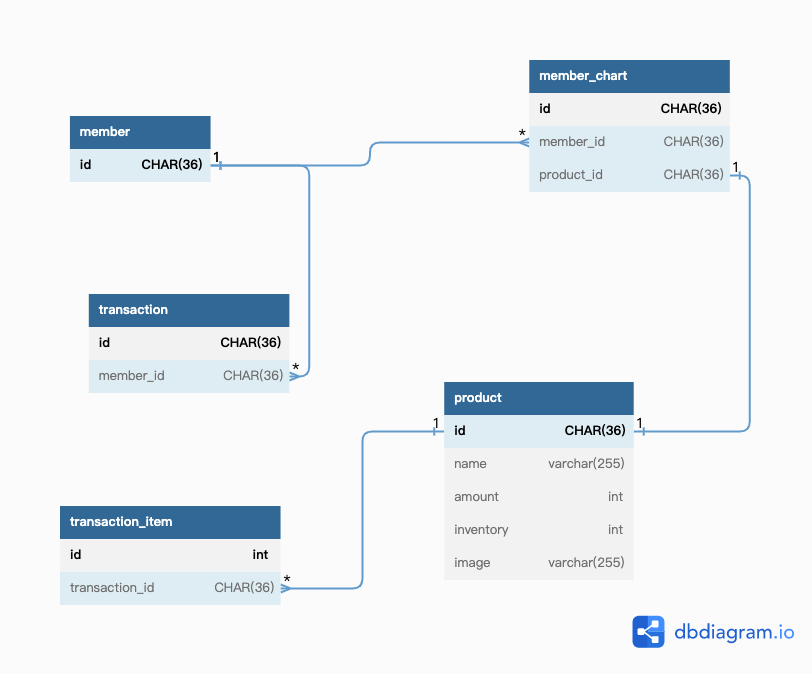 member_chart
id CHAR(36)
member_id CHAR(36)
product_id CHAR(36)
*
1
member
id CHAR(36)
1
transaction
id CHAR(36)
member_id CHAR(36)
*
product
id CHAR(36)
name varchar(255)
amount int
inventory int
image varchar(255)
1
1
transaction_item
id int
transaction_id CHAR(36)
*
dbdiagram.io